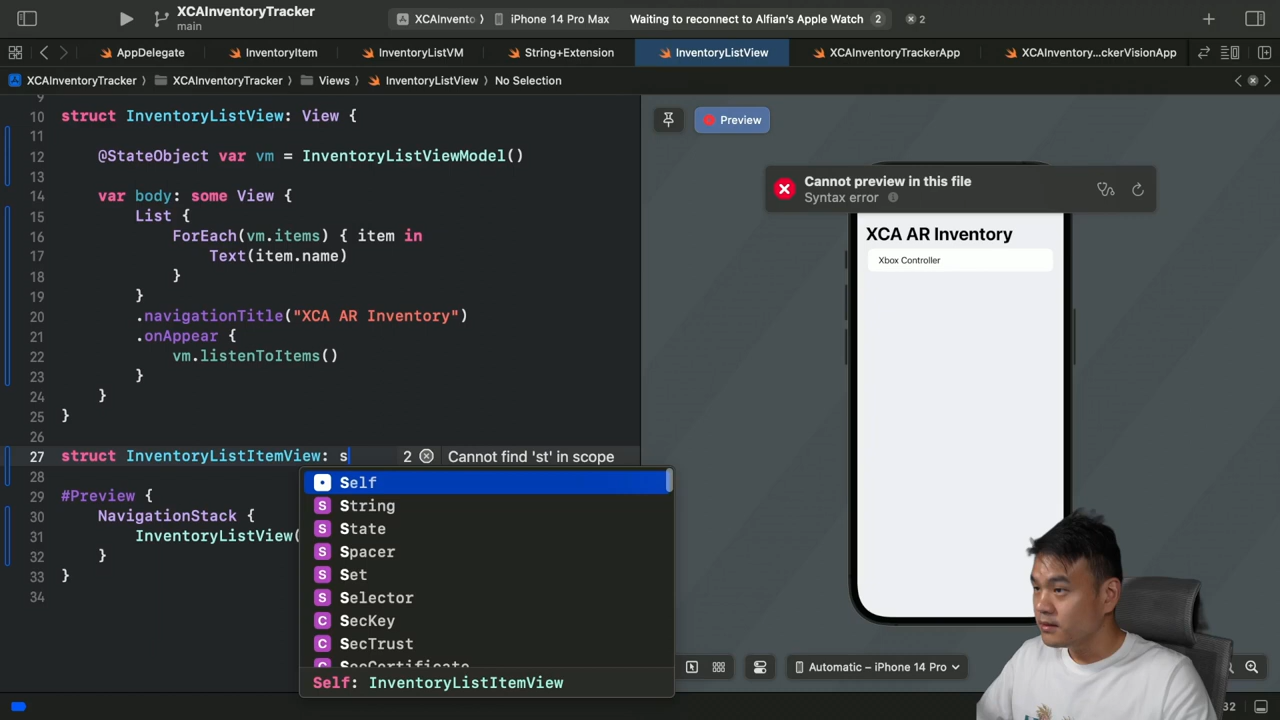 XCAInventoryTracker
main
XCAInvento
iPhone 14 Pro Max
Waiting to reconnect to Alfian's Apple Watch
2
2
AppDelegate
InventoryItem
InventoryListVM
String+Extension
InventoryListView
XCAInventoryTrackerApp
XCAInventory...ckerVisionApp
XCAInventoryTracker
XCAInventoryTracker
Views
InventoryListView
No Selection
9
10 struct InventoryListView: View {
11
12 @StateObject var vm = InventoryListViewModel()
13
14 var body: some View {
15 List {
16 ForEach(vm.items) { item in
17 Text(item.name)
18 }
19 }
20 .navigationTitle("XCA AR Inventory")
21 .onAppear {
22 vm.listenToItems()
23 }
24 }
25 }
26
27 struct InventoryListItemView: s
2
Cannot find 'st' in scope
28
29 #Preview {
30 NavigationStack {
31 InventoryListView(
32 }
33 }
34
Self
S String
S State
S Spacer
S Set
S Selector
C SecKey
C SecTrust
C SecCertificate
Self: InventoryListItemView
Preview
Cannot preview in this file
Syntax error
XCA AR Inventory
Xbox Controller
Automatic – iPhone 14 Pro
32